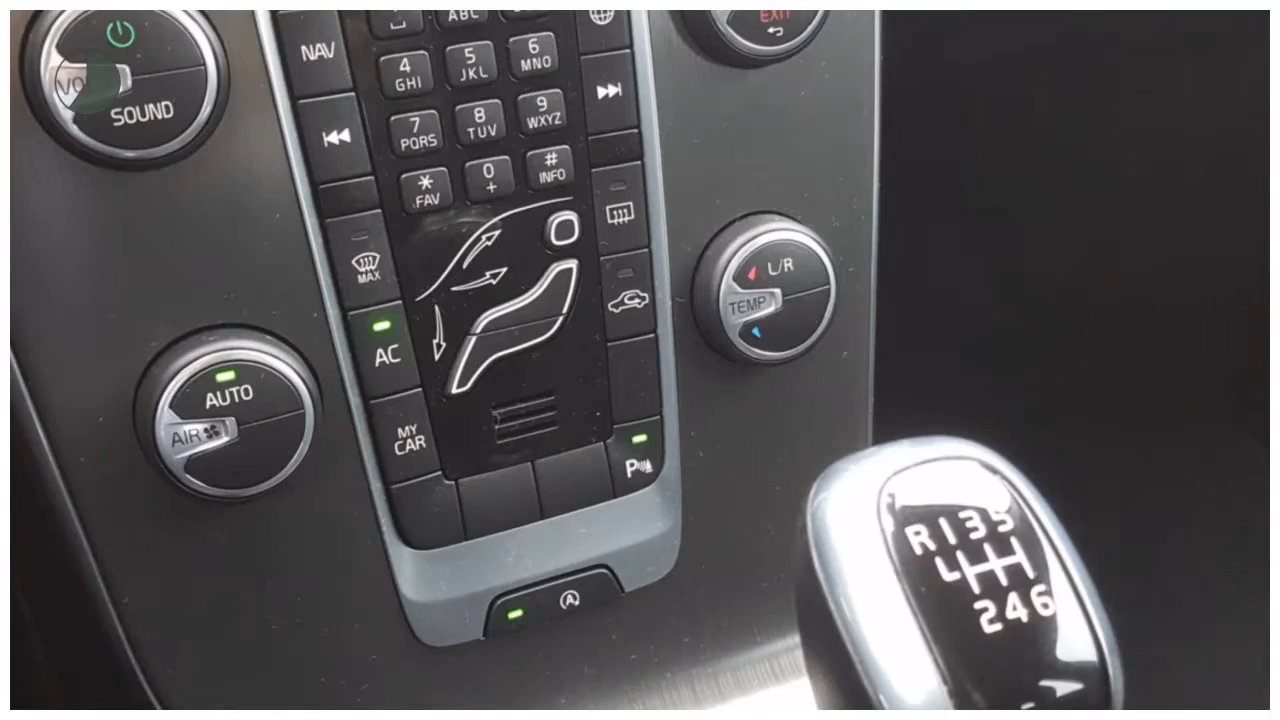 EXIT
ABC
NAV
4
GHI
5
JKL
6
MNO
VO
SOUND
7
PQRS
8
TUV
9
WXYZ
*
FAV
0
+
#
INFO
MAX
L/R
TEMP
AC
AUTO
AIR
MY
CAR
P
A
R 1 3 5
2 4 6